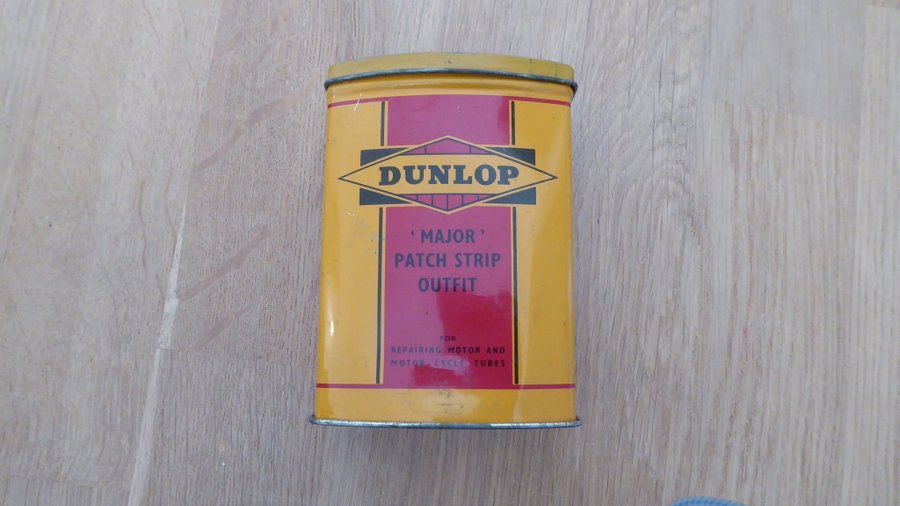 DUNLOP
‘MAJOR’
PATCH STRIP
OUTFIT
FOR
REPAIRING MOTOR AND
MOTOR CYCLE TUBES